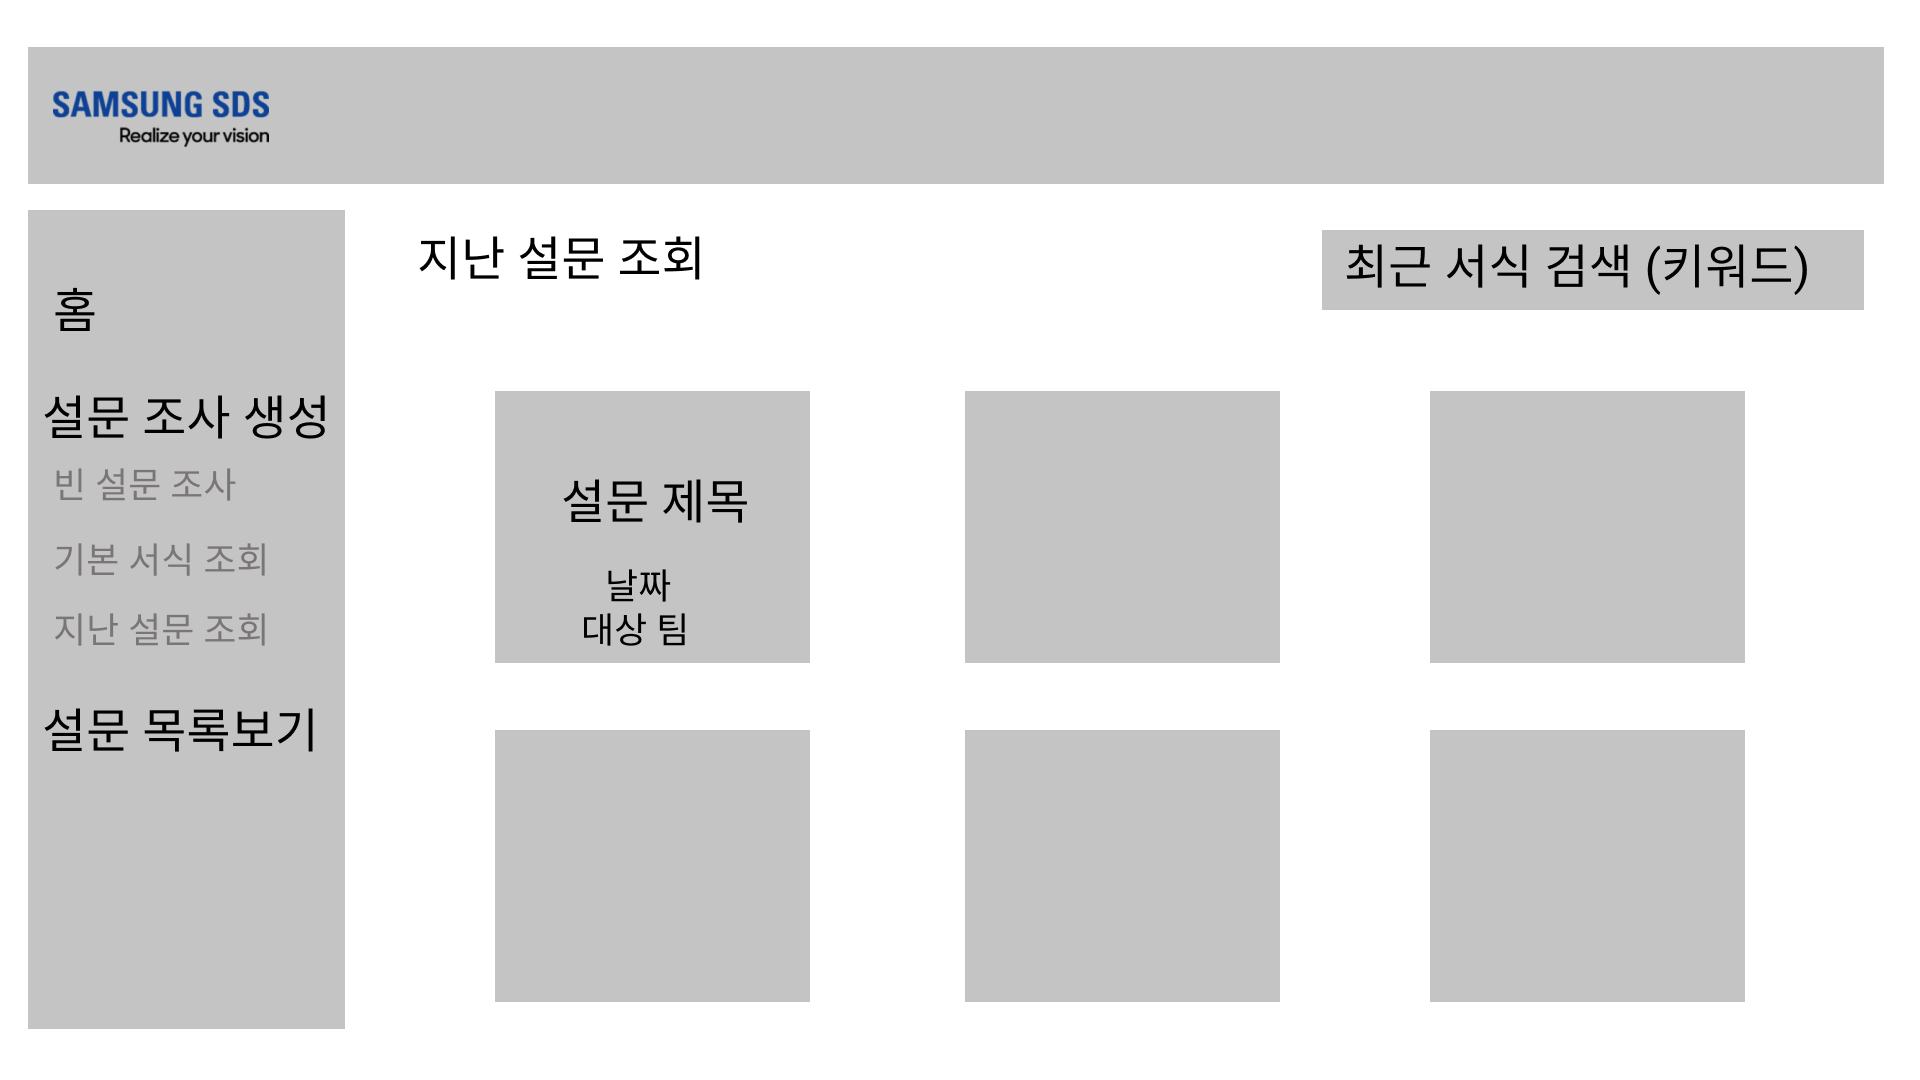 SAMSUNG SDS
Realize your vision
홈
설문 조사 생성
빈 설문 조사
기본 서식 조회
지난 설문 조회
설문 목록보기
지난 설문 조회
최근 서식 검색 (키워드)
설문 제목
날짜
대상 팀